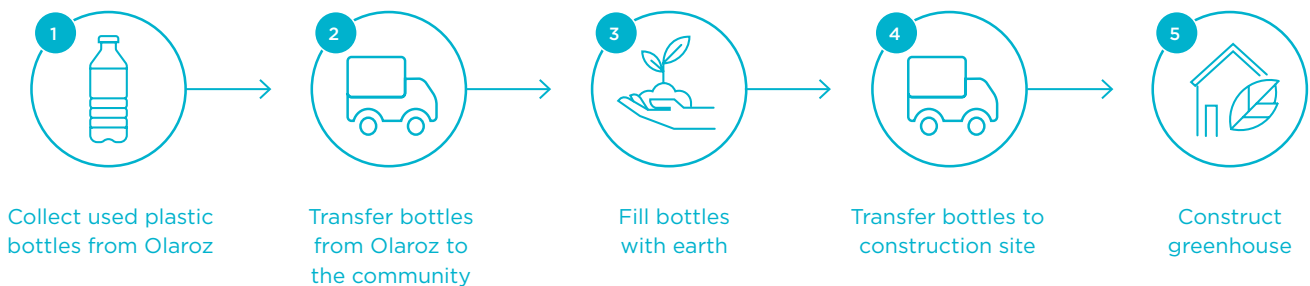 1
Collect used plastic
bottles from Olaroz
2
Transfer bottles
from Olaroz to
the community
3
Fill bottles
with earth
4
Transfer bottles to
construction site
5
Construct
greenhouse